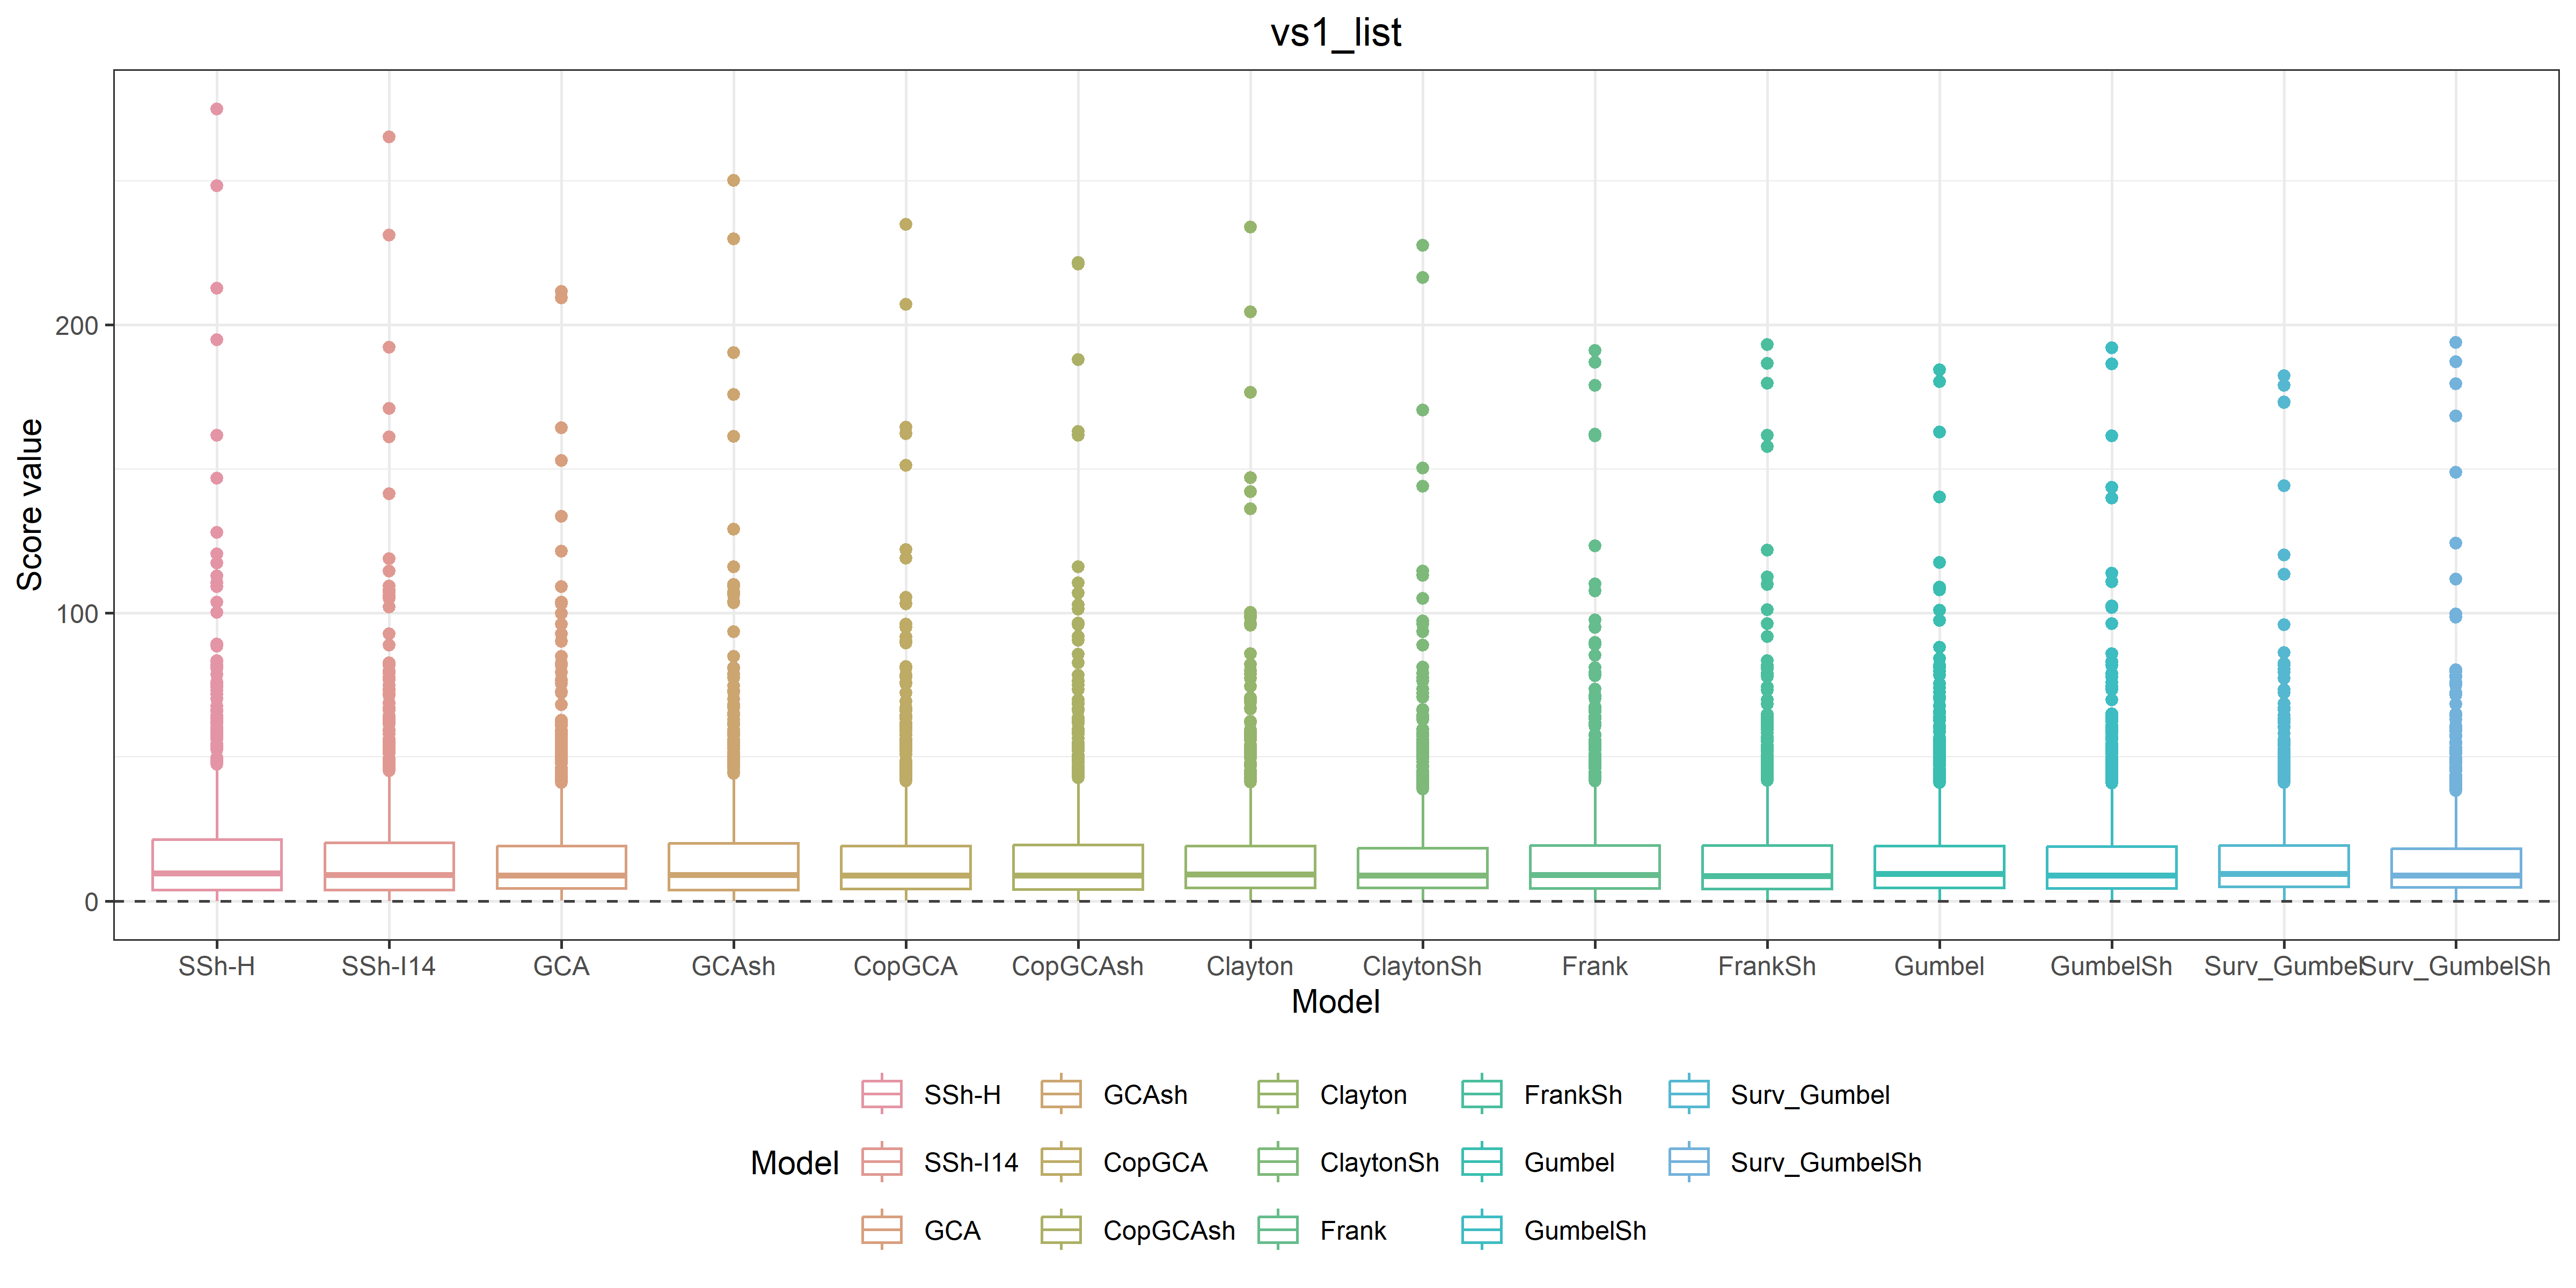 vs1_list
Score value
200
100
0
SSh-H SSh-I14 GCA GCAsh CopGCA CopGCAsh Clayton ClaytonSh Frank FrankSh Gumbel GumbelSh Surv_Gumbel Surv_GumbelSh
Model
SSh-H GCAsh Clayton FrankSh Surv_Gumbel
Model SSh-I14 CopGCA ClaytonSh Gumbel Surv_GumbelSh
GCA CopGCAsh Frank GumbelSh